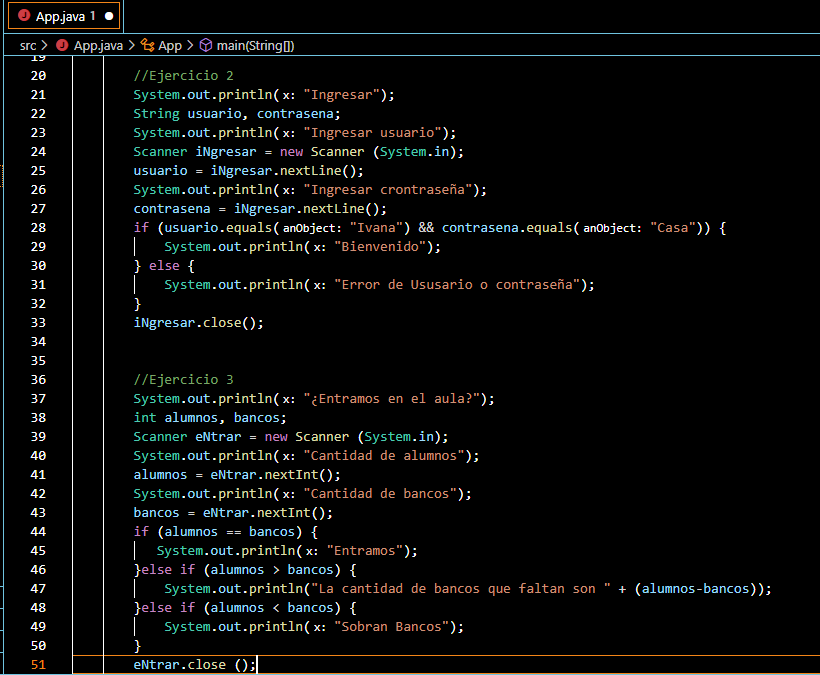 App.java 1
src > App.java > App > main(String[])
19
20 //Ejercicio 2
21 System.out.println(x: "Ingresar");
22 String usuario, contrasena;
23 System.out.println(x: "Ingresar usuario");
24 Scanner iNgresar = new Scanner (System.in);
25 usuario = iNgresar.nextLine();
26 System.out.println(x: "Ingresar crontraseña");
27 contrasena = iNgresar.nextLine();
28 if (usuario.equals(anObject: "Ivana") && contrasena.equals(anObject: "Casa")) {
29 System.out.println(x: "Bienvenido");
30 } else {
31 System.out.println(x: "Error de Ususario o contraseña");
32 }
33 iNgresar.close();
34
35
36 //Ejercicio 3
37 System.out.println(x: "¿Entramos en el aula?");
38 int alumnos, bancos;
39 Scanner eNtrar = new Scanner (System.in);
40 System.out.println(x: "Cantidad de alumnos");
41 alumnos = eNtrar.nextInt();
42 System.out.println(x: "Cantidad de bancos");
43 bancos = eNtrar.nextInt();
44 if (alumnos == bancos) {
45 System.out.println(x: "Entramos");
46 }else if (alumnos > bancos) {
47 System.out.println("La cantidad de bancos que faltan son " + (alumnos-bancos));
48 }else if (alumnos < bancos) {
49 System.out.println(x: "Sobran Bancos");
50 }
51 eNtrar.close ();